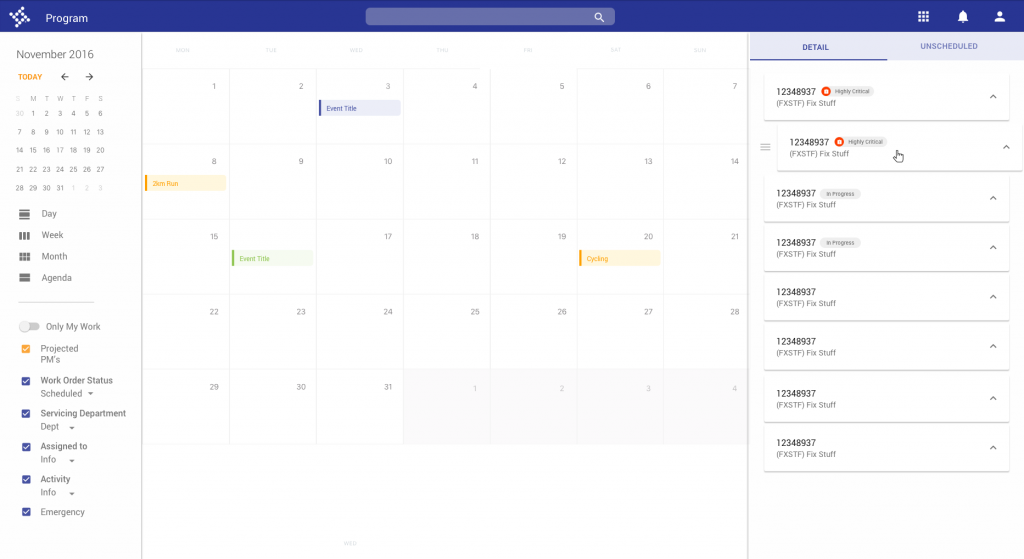 Program
November 2016
TODAY
S M T W T F S
30 1 2 3 4 5 6
7 8 9 10 11 12 13
14 15 16 17 18 19 20
21 22 23 24 25 26 27
28 29 30 31 1 2 3
Day
Week
Month
Agenda
Only My Work
Projected
PM's
Work Order Status
Scheduled
Servicing Department
Dept
Assigned to
Info
Activity
Info
Emergency
MON TUE WED THU FRI SAT SUN
1 2 3 4 5 6 7
Event Title
8 9 10 11 12 13 14
2km Run
15 16 17 18 19 20 21
Event Title Cycling
22 23 24 25 26 27 28
29 30 31 1 2 3 4
WED
DETAIL UNSCHEDULED
12348937 Highly Critical
(FXSTF) Fix Stuff
12348937 Highly Critical
(FXSTF) Fix Stuff
12348937 In Progress
(FXSTF) Fix Stuff
12348937 In Progress
(FXSTF) Fix Stuff
12348937
(FXSTF) Fix Stuff
12348937
(FXSTF) Fix Stuff
12348937
(FXSTF) Fix Stuff
12348937
(FXSTF) Fix Stuff